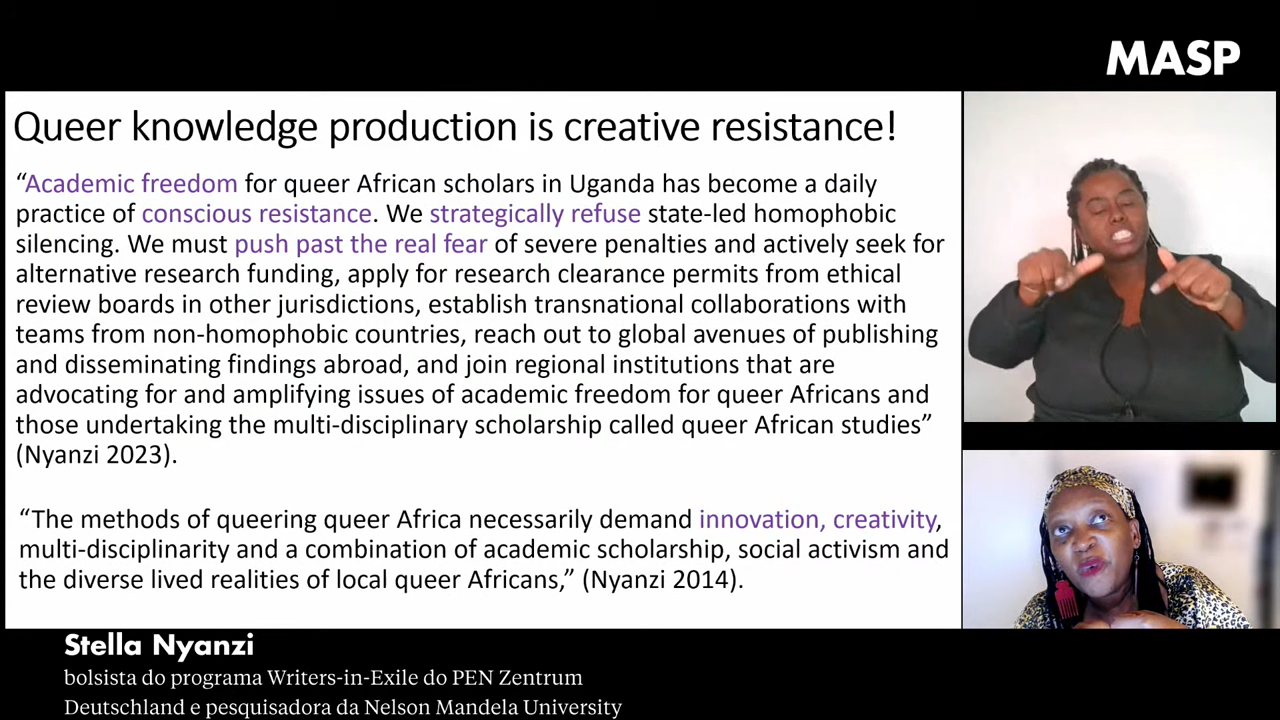 MASP
Queer knowledge production is creative resistance!
“Academic freedom for queer African scholars in Uganda has become a daily
practice of conscious resistance. We strategically refuse state-led homophobic
silencing. We must push past the real fear of severe penalties and actively seek for
alternative research funding, apply for research clearance permits from ethical
review boards in other jurisdictions, establish transnational collaborations with
teams from non-homophobic countries, reach out to global avenues of publishing
and disseminating findings abroad, and join regional institutions that are
advocating for and amplifying issues of academic freedom for queer Africans and
those undertaking the multi-disciplinary scholarship called queer African studies”
(Nyanzi 2023).
“The methods of queering queer Africa necessarily demand innovation, creativity,
multi-disciplinarity and a combination of academic scholarship, social activism and
the diverse lived realities of local queer Africans,” (Nyanzi 2014).
Stella Nyanzi
bolsista do programa Writers-in-Exile do PEN Zentrum
Deutschland e pesquisadora da Nelson Mandela University